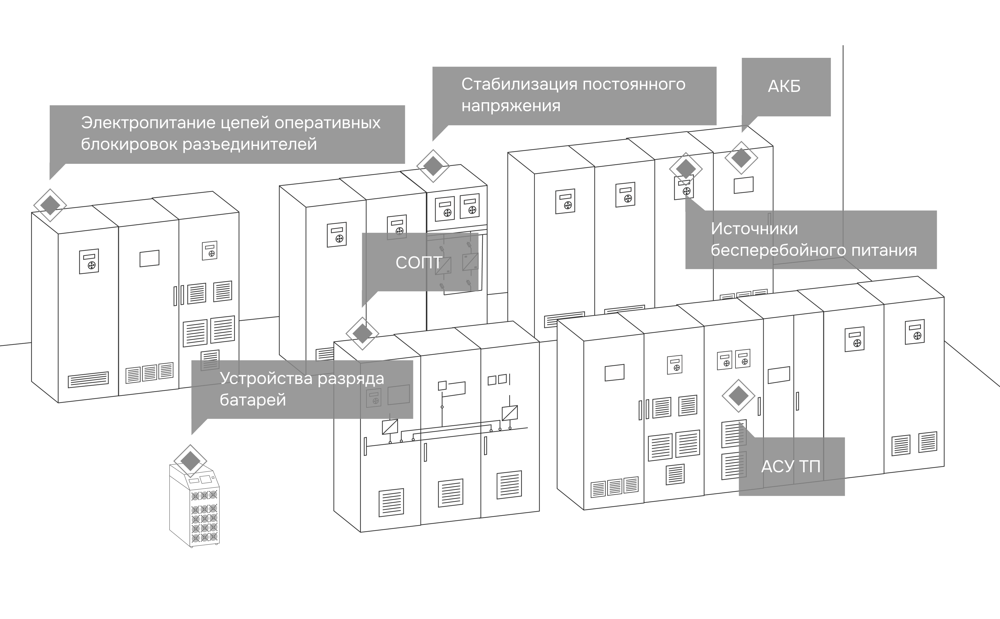 АКБ
Стабилизация постоянного
напряжения
Электропитание цепей оперативных
блокировок разъединителей
Источники
бесперебойного питания
СОПТ
Устройства разряда
батарей
АСУ ТП